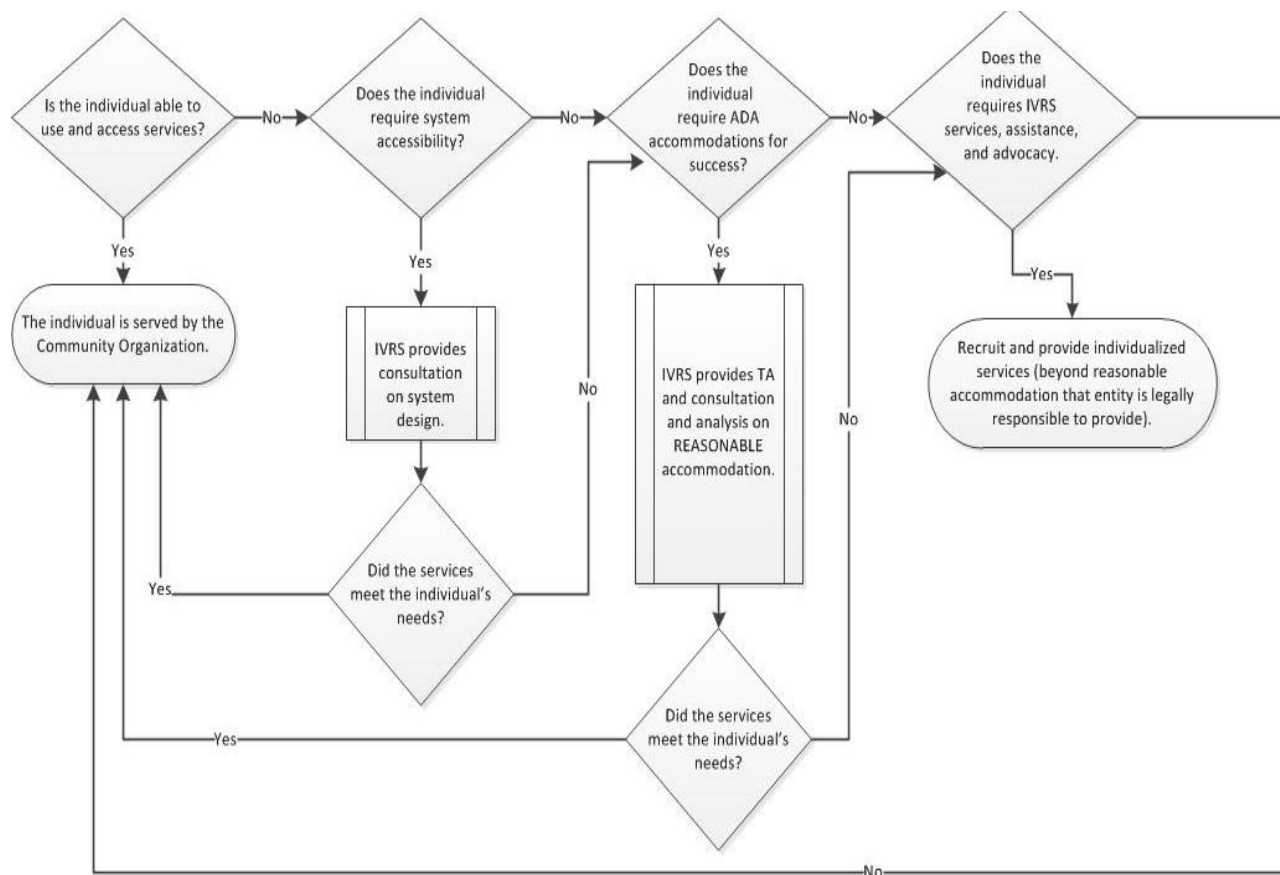 Is the individual able to
use and access services?
No
Does the individual
require system
accessibility?
No
Does the
individual
require ADA
accommodations for
success?
No
Does the
individual
requires IVRS
services, assistance,
and advocacy.
Yes
Yes
Yes
Yes
The individual is served by the
Community Organization.
IVRS provides
consultation
on system
design.
No
IVRS provides TA
and consultation
and analysis on
REASONABLE
accommodation.
No
Recruit and provide individualized
services (beyond reasonable
accommodation that entity is legally
responsible to provide).
Yes
Did the services
meet the individual's
needs?
Yes
Did the services
meet the individual's
needs?
No